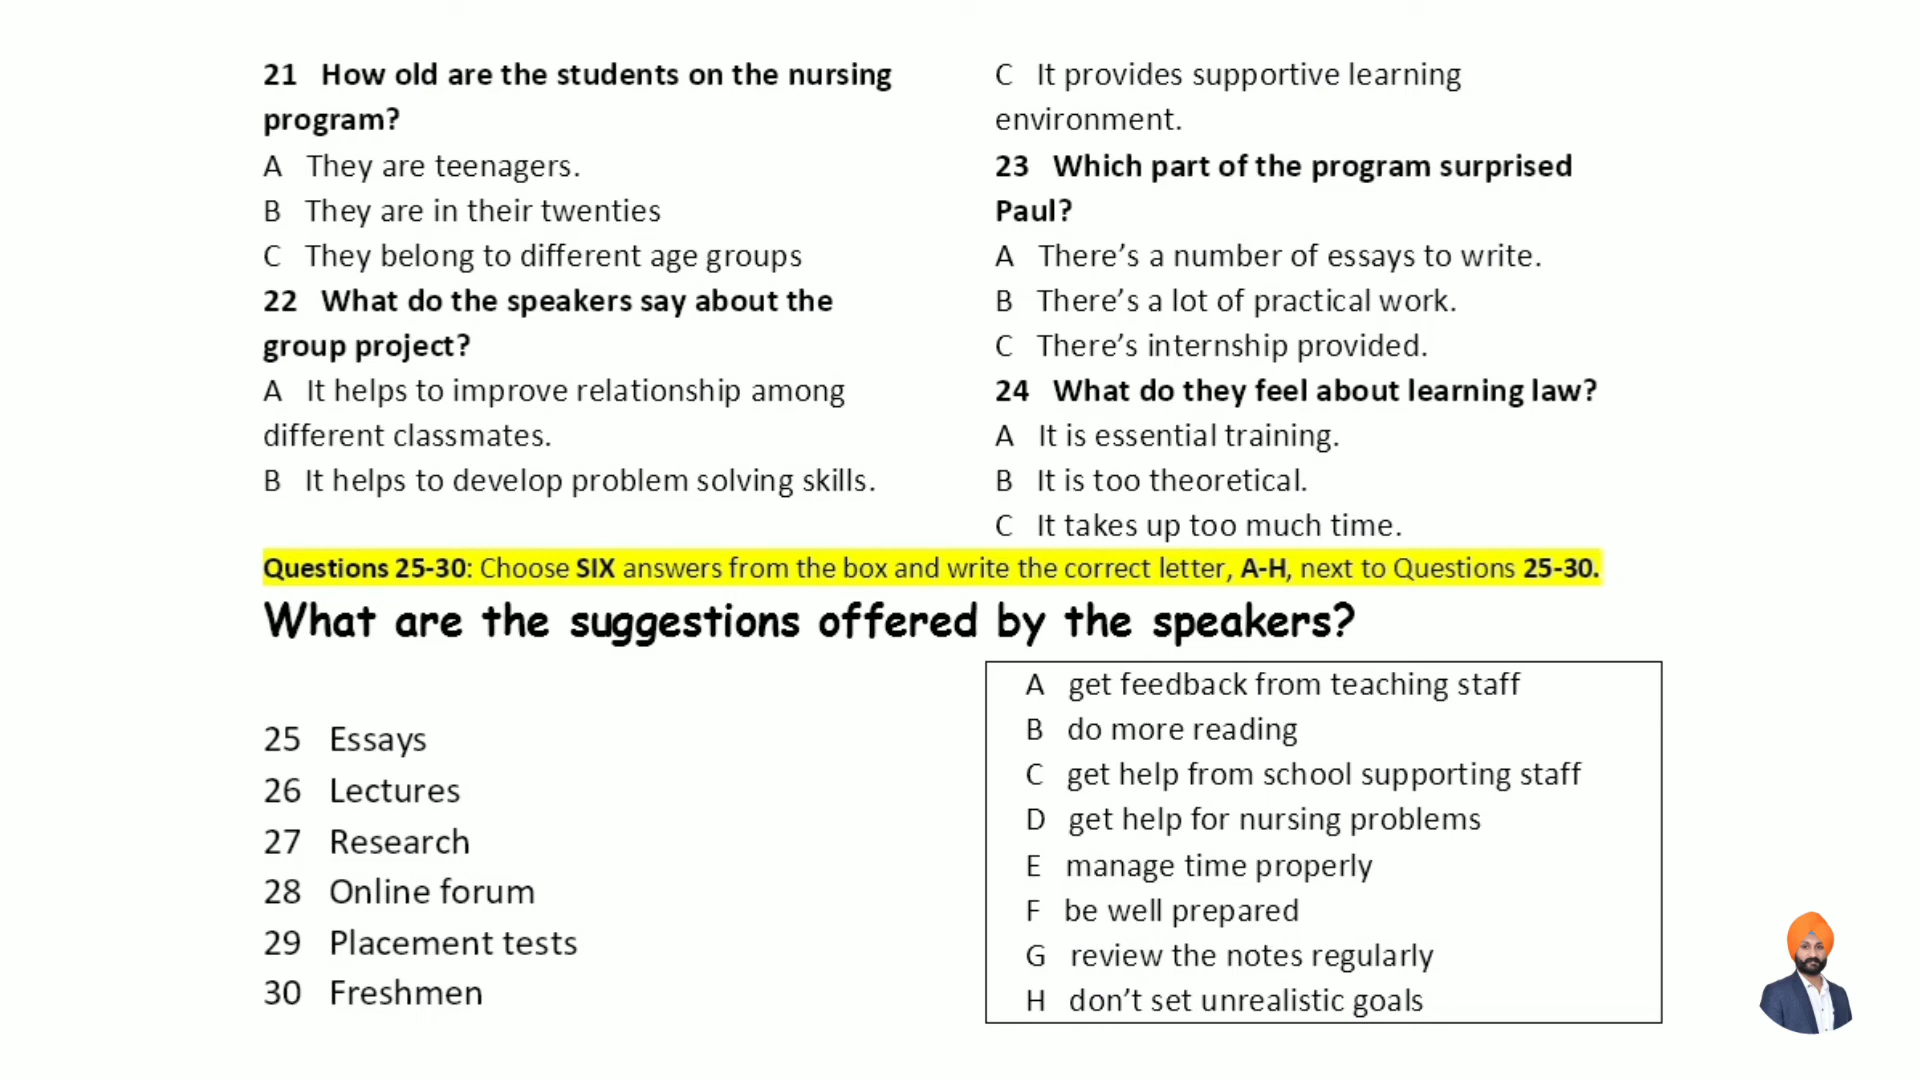 21 How old are the students on the nursing
program?
A They are teenagers.
B They are in their twenties
C They belong to different age groups
22 What do the speakers say about the
group project?
A It helps to improve relationship among
different classmates.
B It helps to develop problem solving skills.
C It provides supportive learning
environment.
23 Which part of the program surprised
Paul?
A There’s a number of essays to write.
B There’s a lot of practical work.
C There’s internship provided.
24 What do they feel about learning law?
A It is essential training.
B It is too theoretical.
C It takes up too much time.
Questions 25-30: Choose SIX answers from the box and write the correct letter, A-H, next to Questions 25-30.
What are the suggestions offered by the speakers?
25 Essays
26 Lectures
27 Research
28 Online forum
29 Placement tests
30 Freshmen
A get feedback from teaching staff
B do more reading
C get help from school supporting staff
D get help for nursing problems
E manage time properly
F be well prepared
G review the notes regularly
H don’t set unrealistic goals